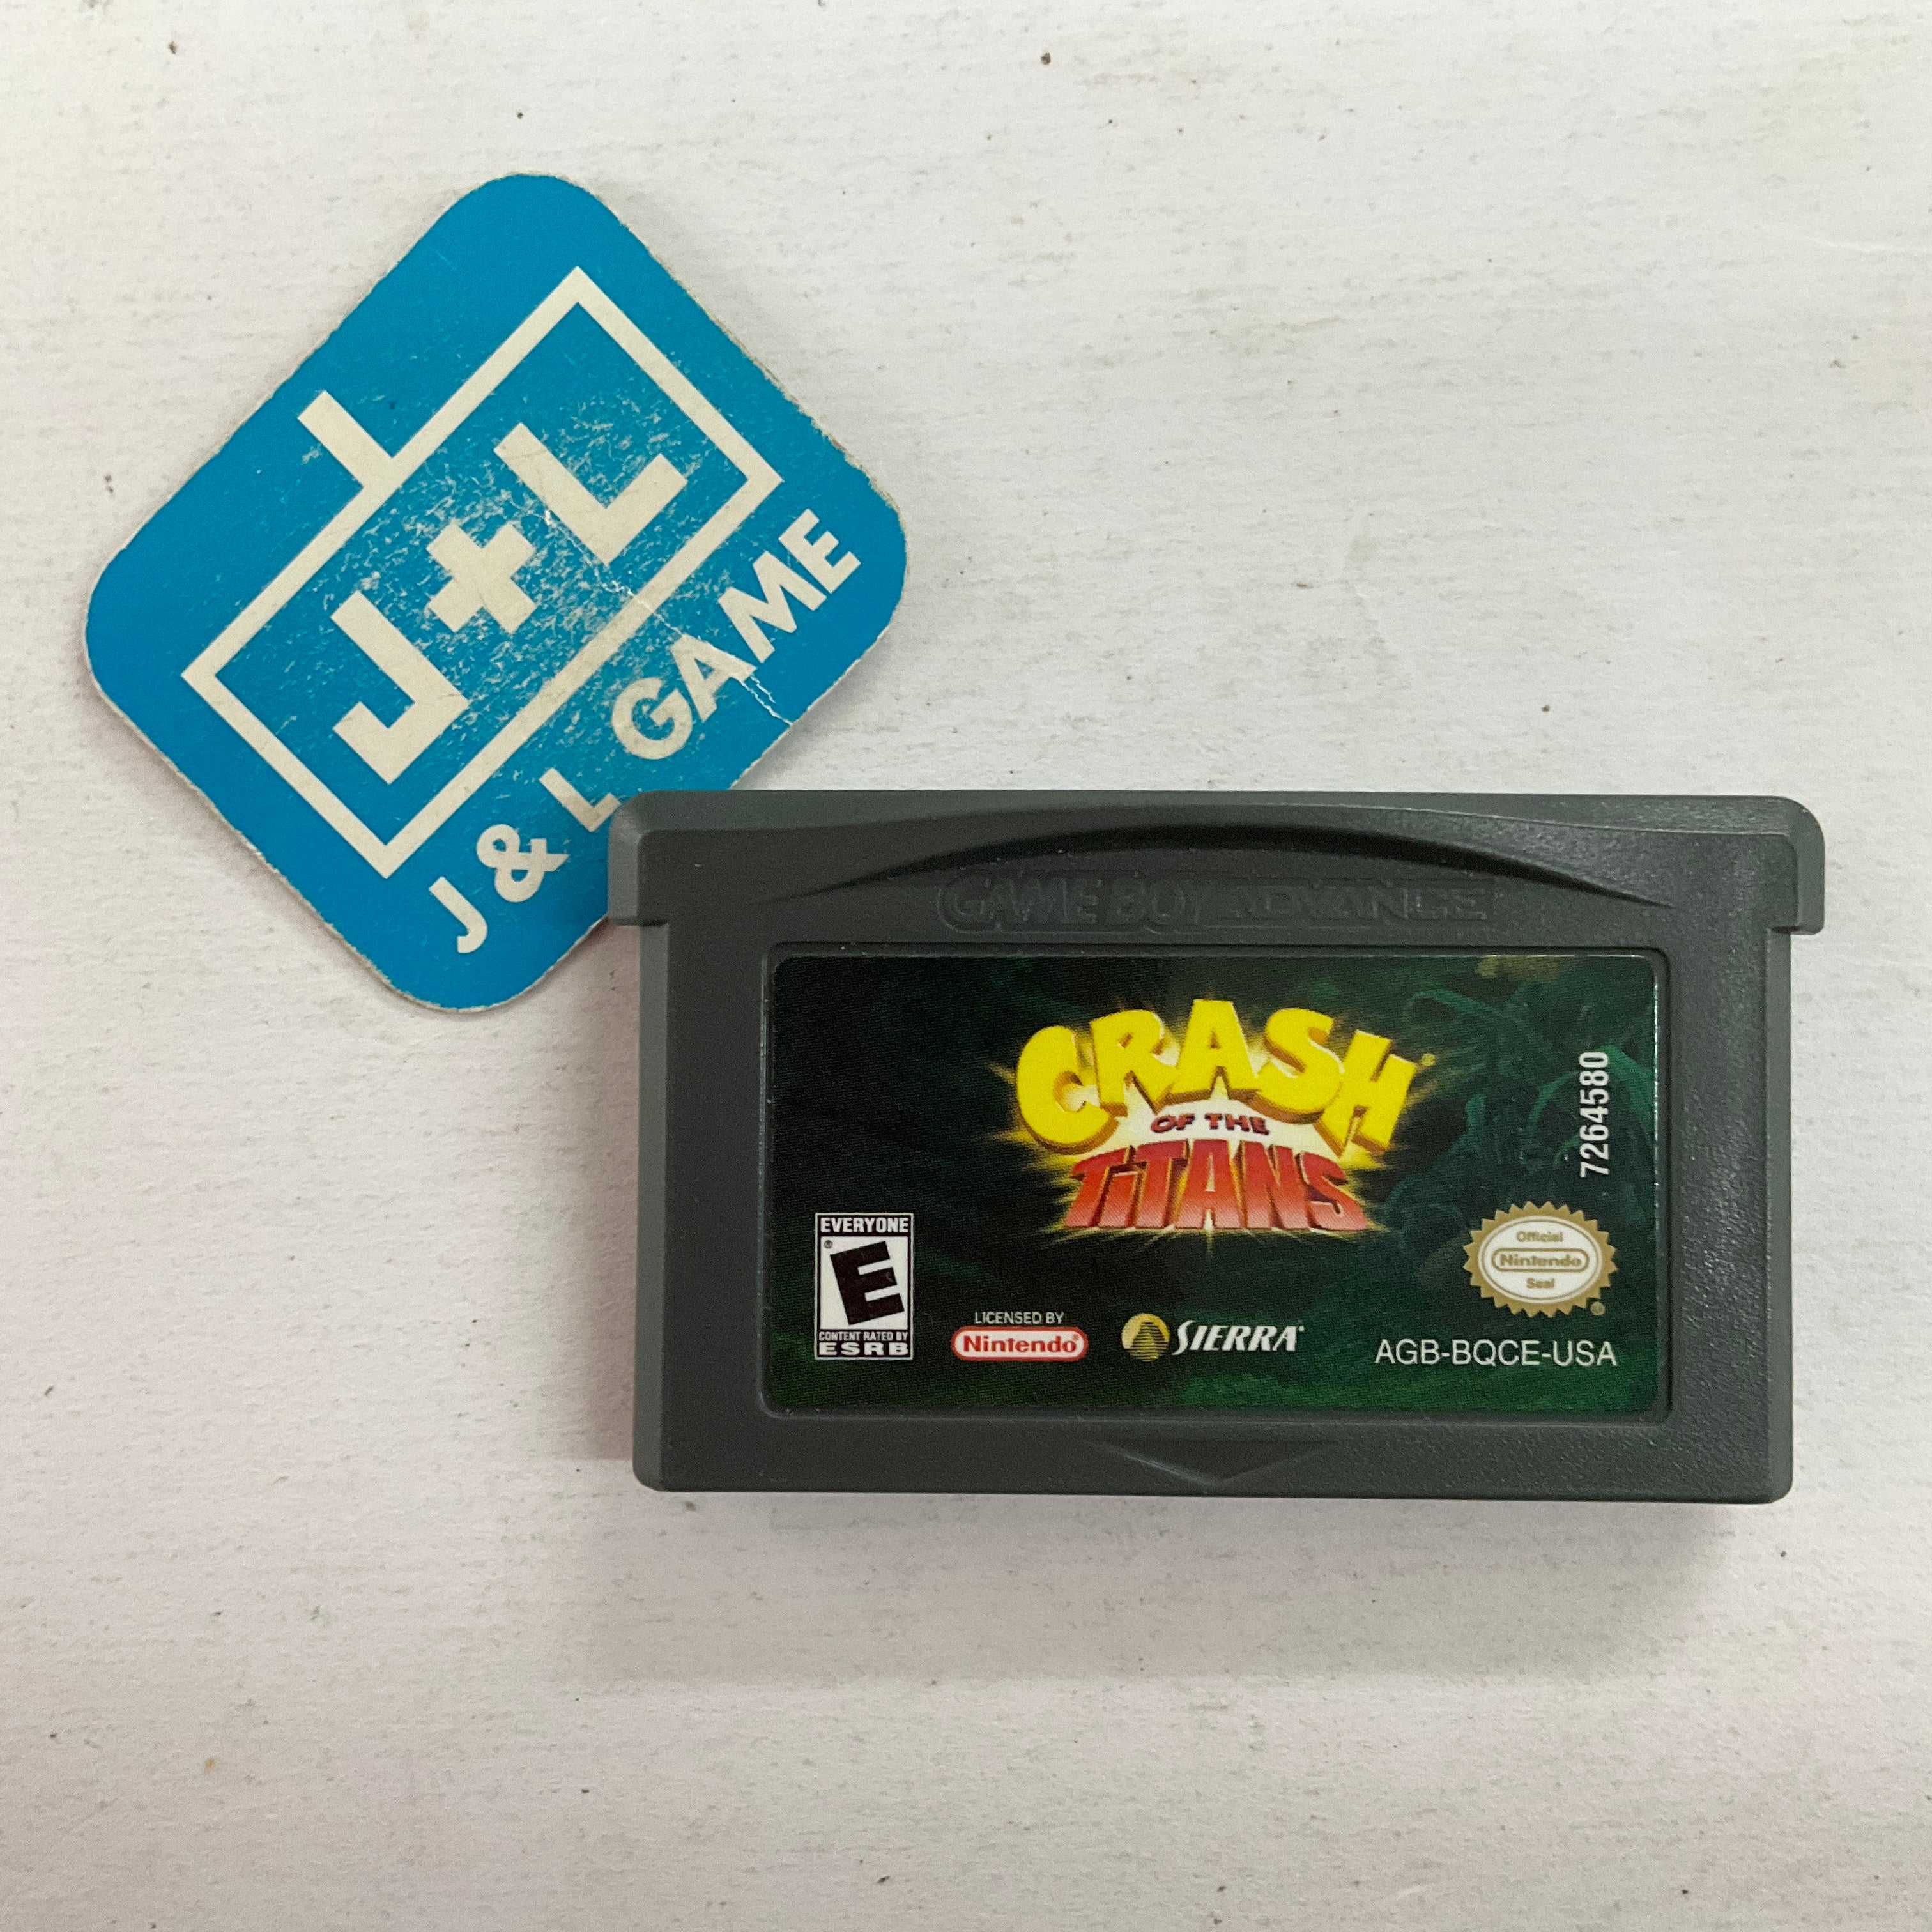 J+L
J & L GAME
GAME BOY ADVANCE
CRASH®
OF THE
TITANS
7264580
EVERYONE
E®
CONTENT RATED BY
ESRB
LICENSED BY
Nintendo®
SIERRA®
Official
Nintendo
Seal®
AGB-BQCE-USA